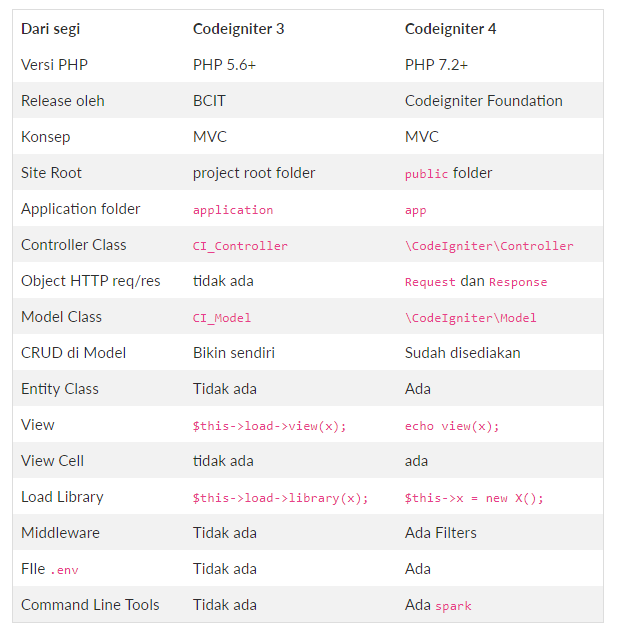 Dari segi Codeigniter 3 Codeigniter 4
Versi PHP PHP 5.6+ PHP 7.2+
Release oleh BCIT Codeigniter Foundation
Konsep MVC MVC
Site Root project root folder public folder
Application folder application app
Controller Class CI_Controller \CodeIgniter\Controller
Object HTTP req/res tidak ada Request dan Response
Model Class CI_Model \CodeIgniter\Model
CRUD di Model Bikin sendiri Sudah disediakan
Entity Class Tidak ada Ada
View $this->load->view(x); echo view(x);
View Cell tidak ada ada
Load Library $this->load->library(x); $this->x = new X();
Middleware Tidak ada Ada Filters
FIle .env Tidak ada Ada
Command Line Tools Tidak ada Ada spark